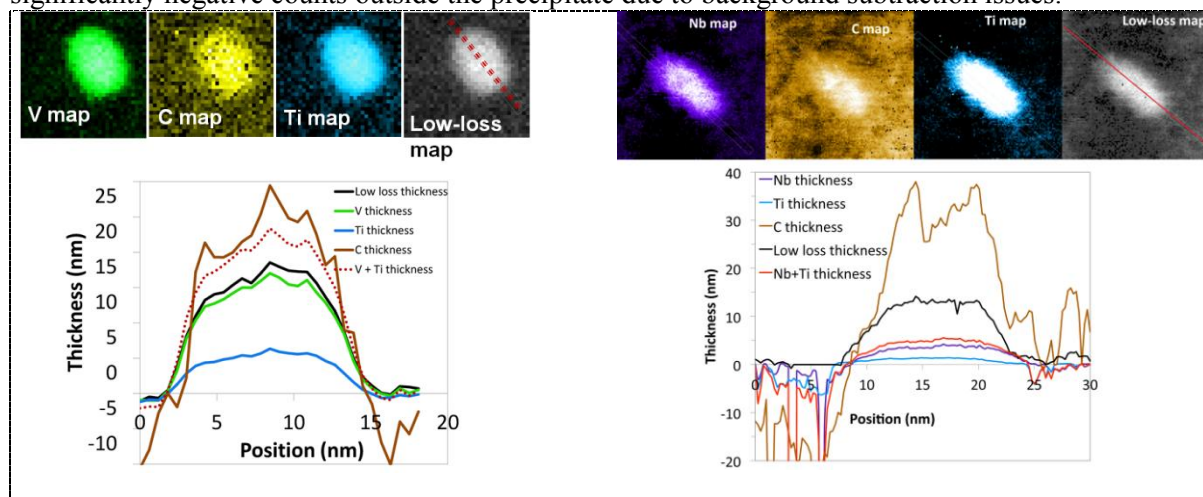 significantly negative counts outside the precipitate due to background subtraction issues.
V map
C map
Ti map
Low-loss
map
25
20
15
10
5
0
-5
-10
0
5
10
15
20
Thickness (nm)
Position (nm)
Low loss thickness
V thickness
Ti thickness
C thickness
V + Ti thickness
Nb map
C map
Ti map
Low-loss map
40
30
20
10
0
-10
-20
0
5
10
15
20
25
30
Thickness (nm)
Position (nm)
Nb thickness
Ti thickness
C thickness
Low loss thickness
Nb+Ti thickness